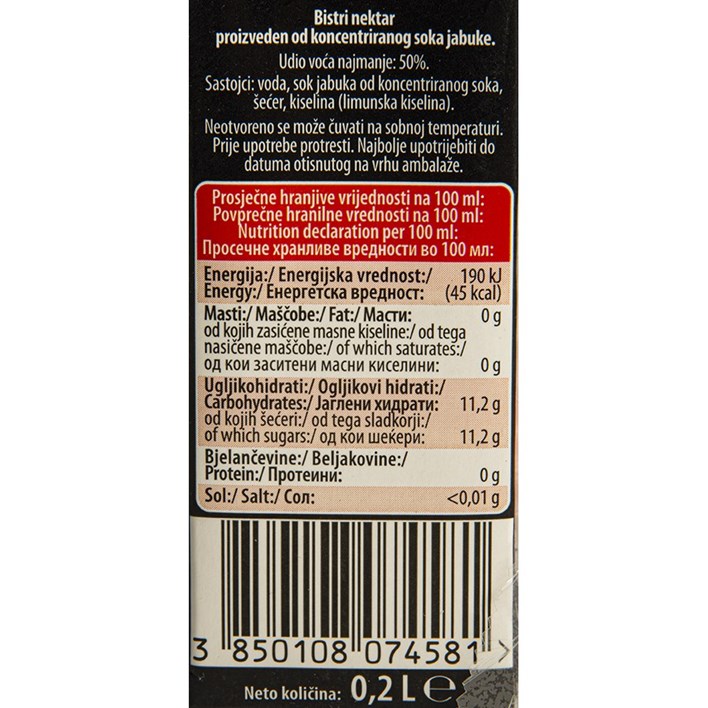 Bistri nektar
proizveden od koncentriranog soka jabuke.
Udio voća najmanje: 50%.
Sastojci: voda, sok jabuka od koncentriranog soka,
šećer, kiselina (limunska kiselina).
Neotvoreno se može čuvati na sobnoj temperaturi.
Prije upotrebe protresti. Najbolje upotrijebiti do
datuma otisnutog na vrhu ambalaže.
Prosječne hranjive vrijednosti na 100 ml:
Povprečne hranilne vrednosti na 100 ml:
Nutrition declaration per 100 ml:
Просечне хранливе вредности во 100 мл:
Energija:/ Energijska vrednost:/ 190 kJ
Energy:/ Енергетска вредност: (45 kcal)
Masti:/ Maščobe:/ Fat:/ Масти: 0 g
od kojih zasićene masne kiseline:/ od tega
nasičene maščobe:/ of which saturates:/
од кои заситени масни киселини: 0 g
Ugljikohidrati:/ Ogljikovi hidrati:/
Carbohydrates:/ Јаглени хидрати: 11,2 g
od kojih šećeri:/ od tega sladkorji:/
of which sugars:/ од кои шеќери: 11,2 g
Bjelančevine:/ Beljakovine:/
Protein:/ Протеини: 0 g
Sol:/ Salt:/ Сол: <0,01 g
3 850108 074581 >
Neto količina: 0,2 L e